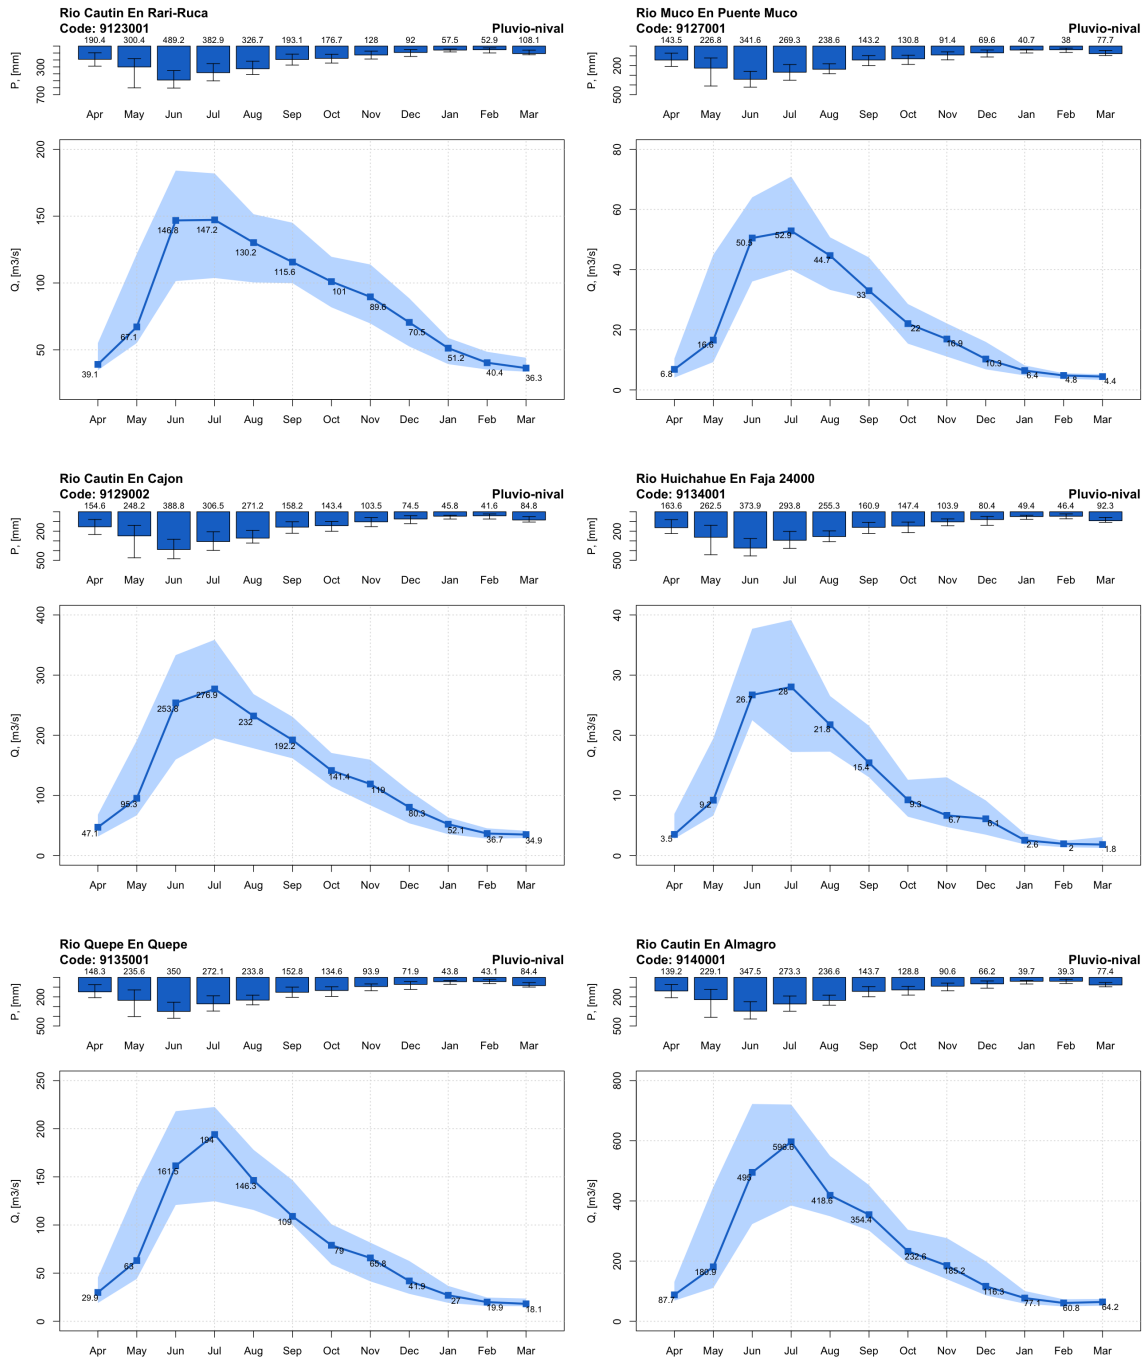 Rio Cautin En Rari-Ruca
Code: 9123001 Pluvio-nival
190.4 300.4 489.2 382.9 326.7 193.1 176.7 128 92 57.5 52.9 108.1
P, [mm]
300
700
Apr May Jun Jul Aug Sep Oct Nov Dec Jan Feb Mar
Q, [m3/s]
200
150
100
50
39.1 67.1 146.8 147.2 130.2 115.6 101 89.6 70.5 51.2 40.4 36.3
Apr May Jun Jul Aug Sep Oct Nov Dec Jan Feb Mar
Rio Muco En Puente Muco
Code: 9127001 Pluvio-nival
143.5 226.8 341.6 269.3 238.6 143.2 130.8 91.4 69.6 40.7 38 77.7
P, [mm]
200
500
Apr May Jun Jul Aug Sep Oct Nov Dec Jan Feb Mar
Q, [m3/s]
80
60
40
20
0
6.8 16.6 52.9 44.7 33 22 16.9 10.3 6.4 4.8 4.4
Apr May Jun Jul Aug Sep Oct Nov Dec Jan Feb Mar
Rio Cautin En Cajon
Code: 9129002 Pluvio-nival
154.6 248.2 388.8 306.5 271.2 158.2 143.4 103.5 74.5 45.8 41.6 84.8
P, [mm]
200
500
Apr May Jun Jul Aug Sep Oct Nov Dec Jan Feb Mar
Q, [m3/s]
400
300
200
100
0
47.1 95.3 253.8 276.9 232 192.2 141.4 119 80.3 52.1 36.7 34.9
Apr May Jun Jul Aug Sep Oct Nov Dec Jan Feb Mar
Rio Huichahue En Faja 24000
Code: 9134001 Pluvio-nival
163.6 262.5 373.9 293.8 255.3 160.9 147.4 103.9 80.4 49.4 46.4 92.3
P, [mm]
200
500
Apr May Jun Jul Aug Sep Oct Nov Dec Jan Feb Mar
Q, [m3/s]
40
30
20
10
0
3.5 9.2 26.7 28 21.8 15.4 9.3 6.7 6.1 2.6 2 1.8
Apr May Jun Jul Aug Sep Oct Nov Dec Jan Feb Mar
Rio Quepe En Quepe
Code: 9135001 Pluvio-nival
148.3 235.6 350 272.1 233.8 152.8 134.6 93.9 71.9 43.8 43.1 84.4
P, [mm]
200
500
Apr May Jun Jul Aug Sep Oct Nov Dec Jan Feb Mar
Q, [m3/s]
250
200
150
100
50
0
29.9 63 161.5 194 146.3 109 79 65.8 41.9 27 19.9 18.1
Apr May Jun Jul Aug Sep Oct Nov Dec Jan Feb Mar
Rio Cautin En Almagro
Code: 9140001 Pluvio-nival
139.2 229.1 347.5 273.3 236.6 143.7 128.8 90.6 66.2 39.7 39.3 77.4
P, [mm]
200
500
Apr May Jun Jul Aug Sep Oct Nov Dec Jan Feb Mar
Q, [m3/s]
800
600
400
200
0
87.7 180.9 495 418.6 354.4 232.6 185.2 116.3 77.1 60.8 64.2
Apr May Jun Jul Aug Sep Oct Nov Dec Jan Feb Mar